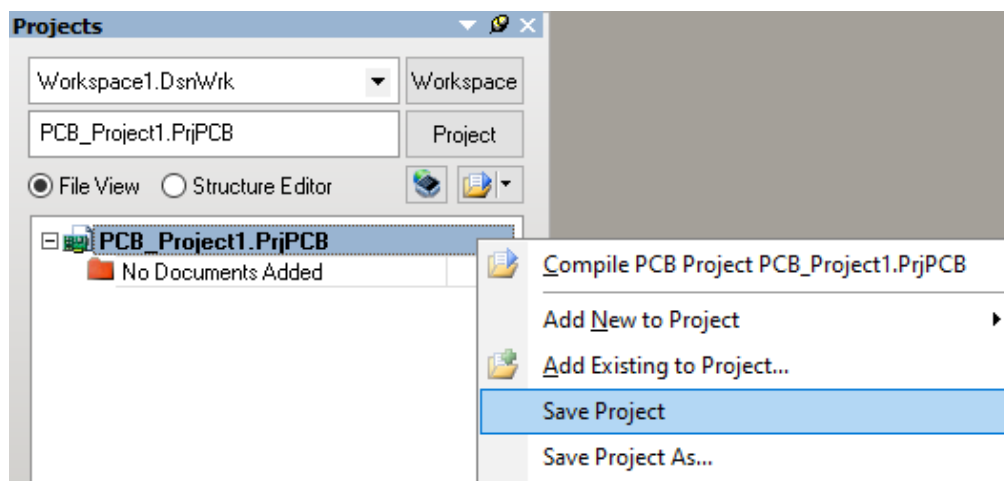 Projects
Workspace1.DsnWrk
Workspace
PCB_Project1.PrjPCB
Project
File View
Structure Editor
PCB_Project1.PrjPCB
No Documents Added
Compile PCB Project PCB_Project1.PrjPCB
Add New to Project
Add Existing to Project...
Save Project
Save Project As...